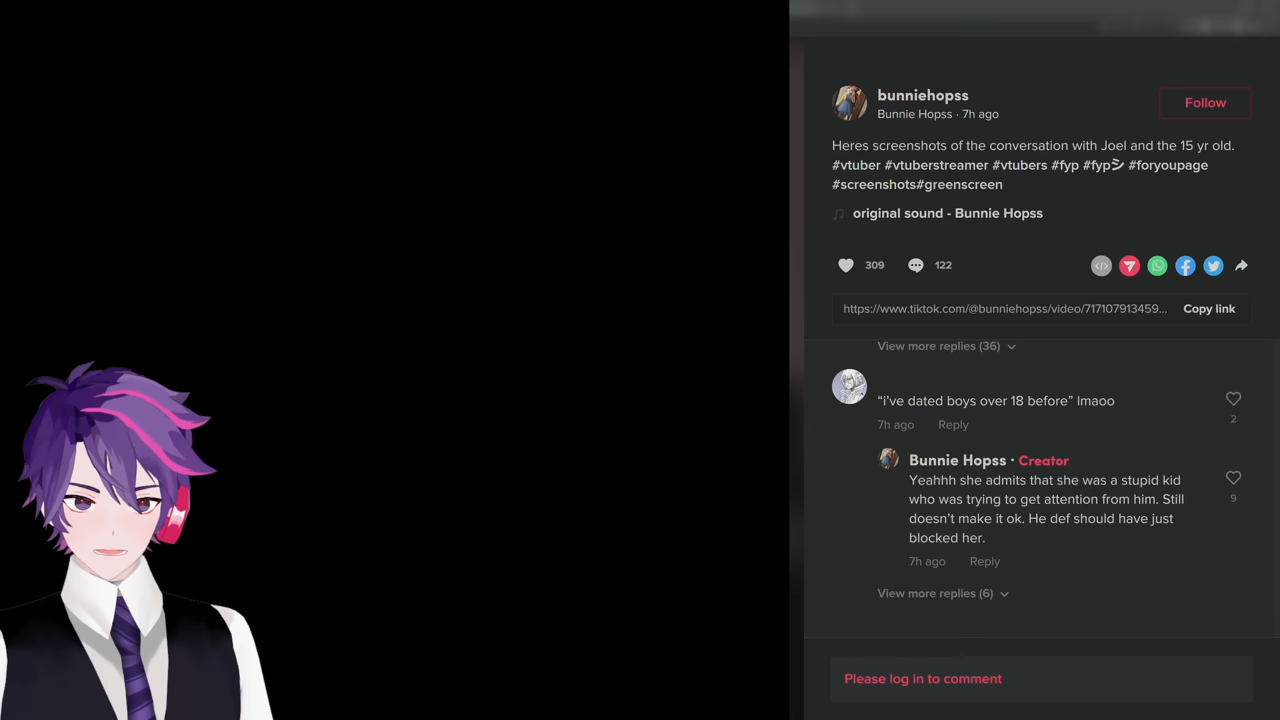 bunniehopss
Bunnie Hopss · 7h ago
Follow
Heres screenshots of the conversation with Joel and the 15 yr old.
#vtuber #vtuberstreamer #vtubers #fyp #fypシ #foryoupage
#screenshots#greenscreen
original sound - Bunnie Hopss
309
122
https://www.tiktok.com/@bunniehopss/video/717107913459...
Copy link
View more replies (36)
“i’ve dated boys over 18 before” lmaoo
7h ago Reply
2
Bunnie Hopss · Creator
Yeahhh she admits that she was a stupid kid
who was trying to get attention from him. Still
doesn’t make it ok. He def should have just
blocked her.
9
7h ago Reply
View more replies (6)
Please log in to comment